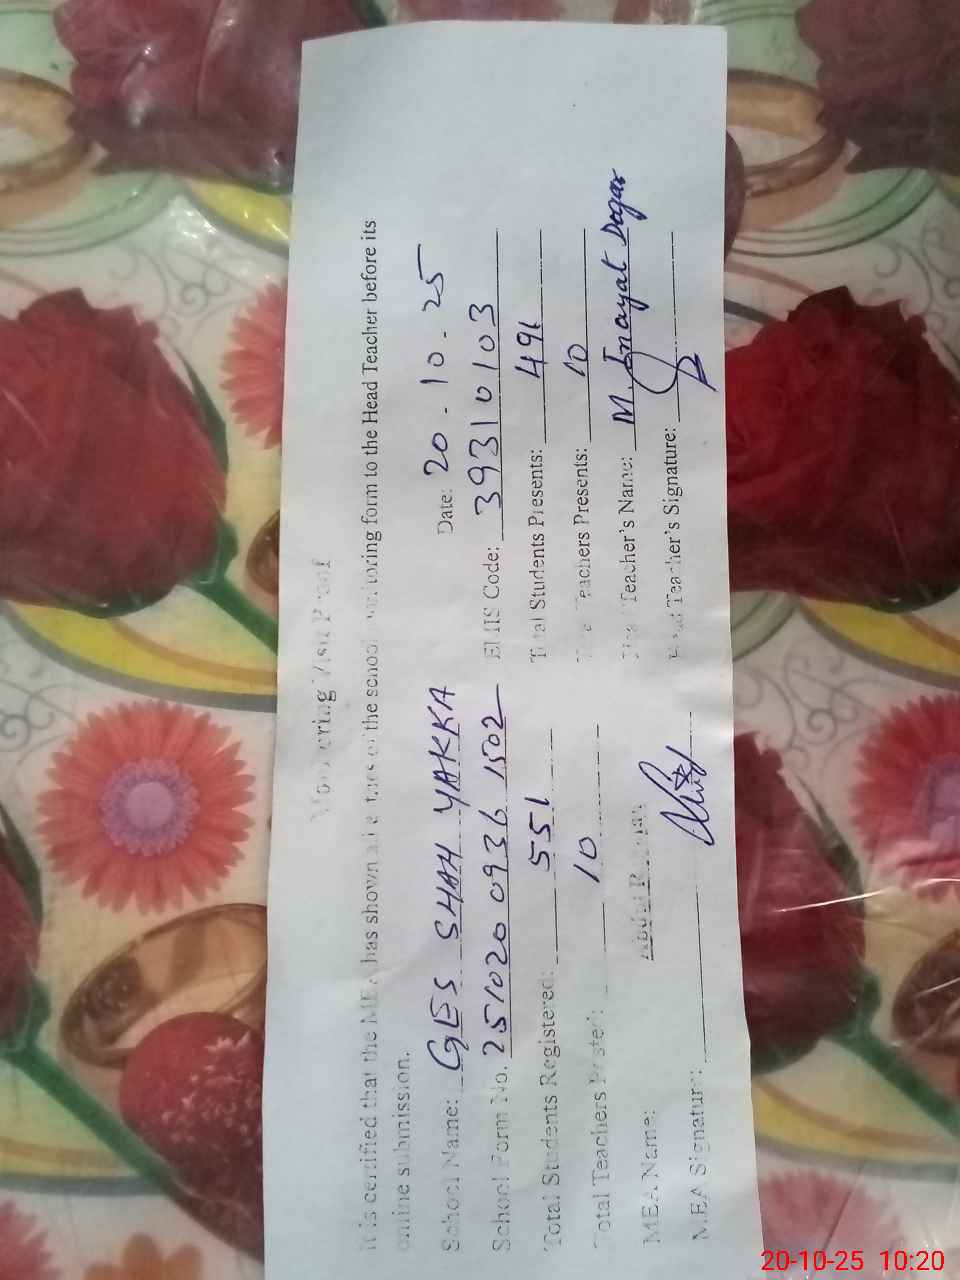 Monitoring Visit Proof
It is certified that the MEA has shown all entries of the school monitoring form to the Head Teacher before its
online submission.
School Name: GES SHAH YAKKA Date: 20-10-25
School Form No. 25102009361502 EMIS Code: 39310103
Total Students Registered: 551 Total Students Presents: 491
Total Teachers Posted: 10 Teachers Presents: 10
MEA Name: Teacher's Name: M. Inayat Dogar
MEA Signature: Head Teacher's Signature:
20-10-25 10:20